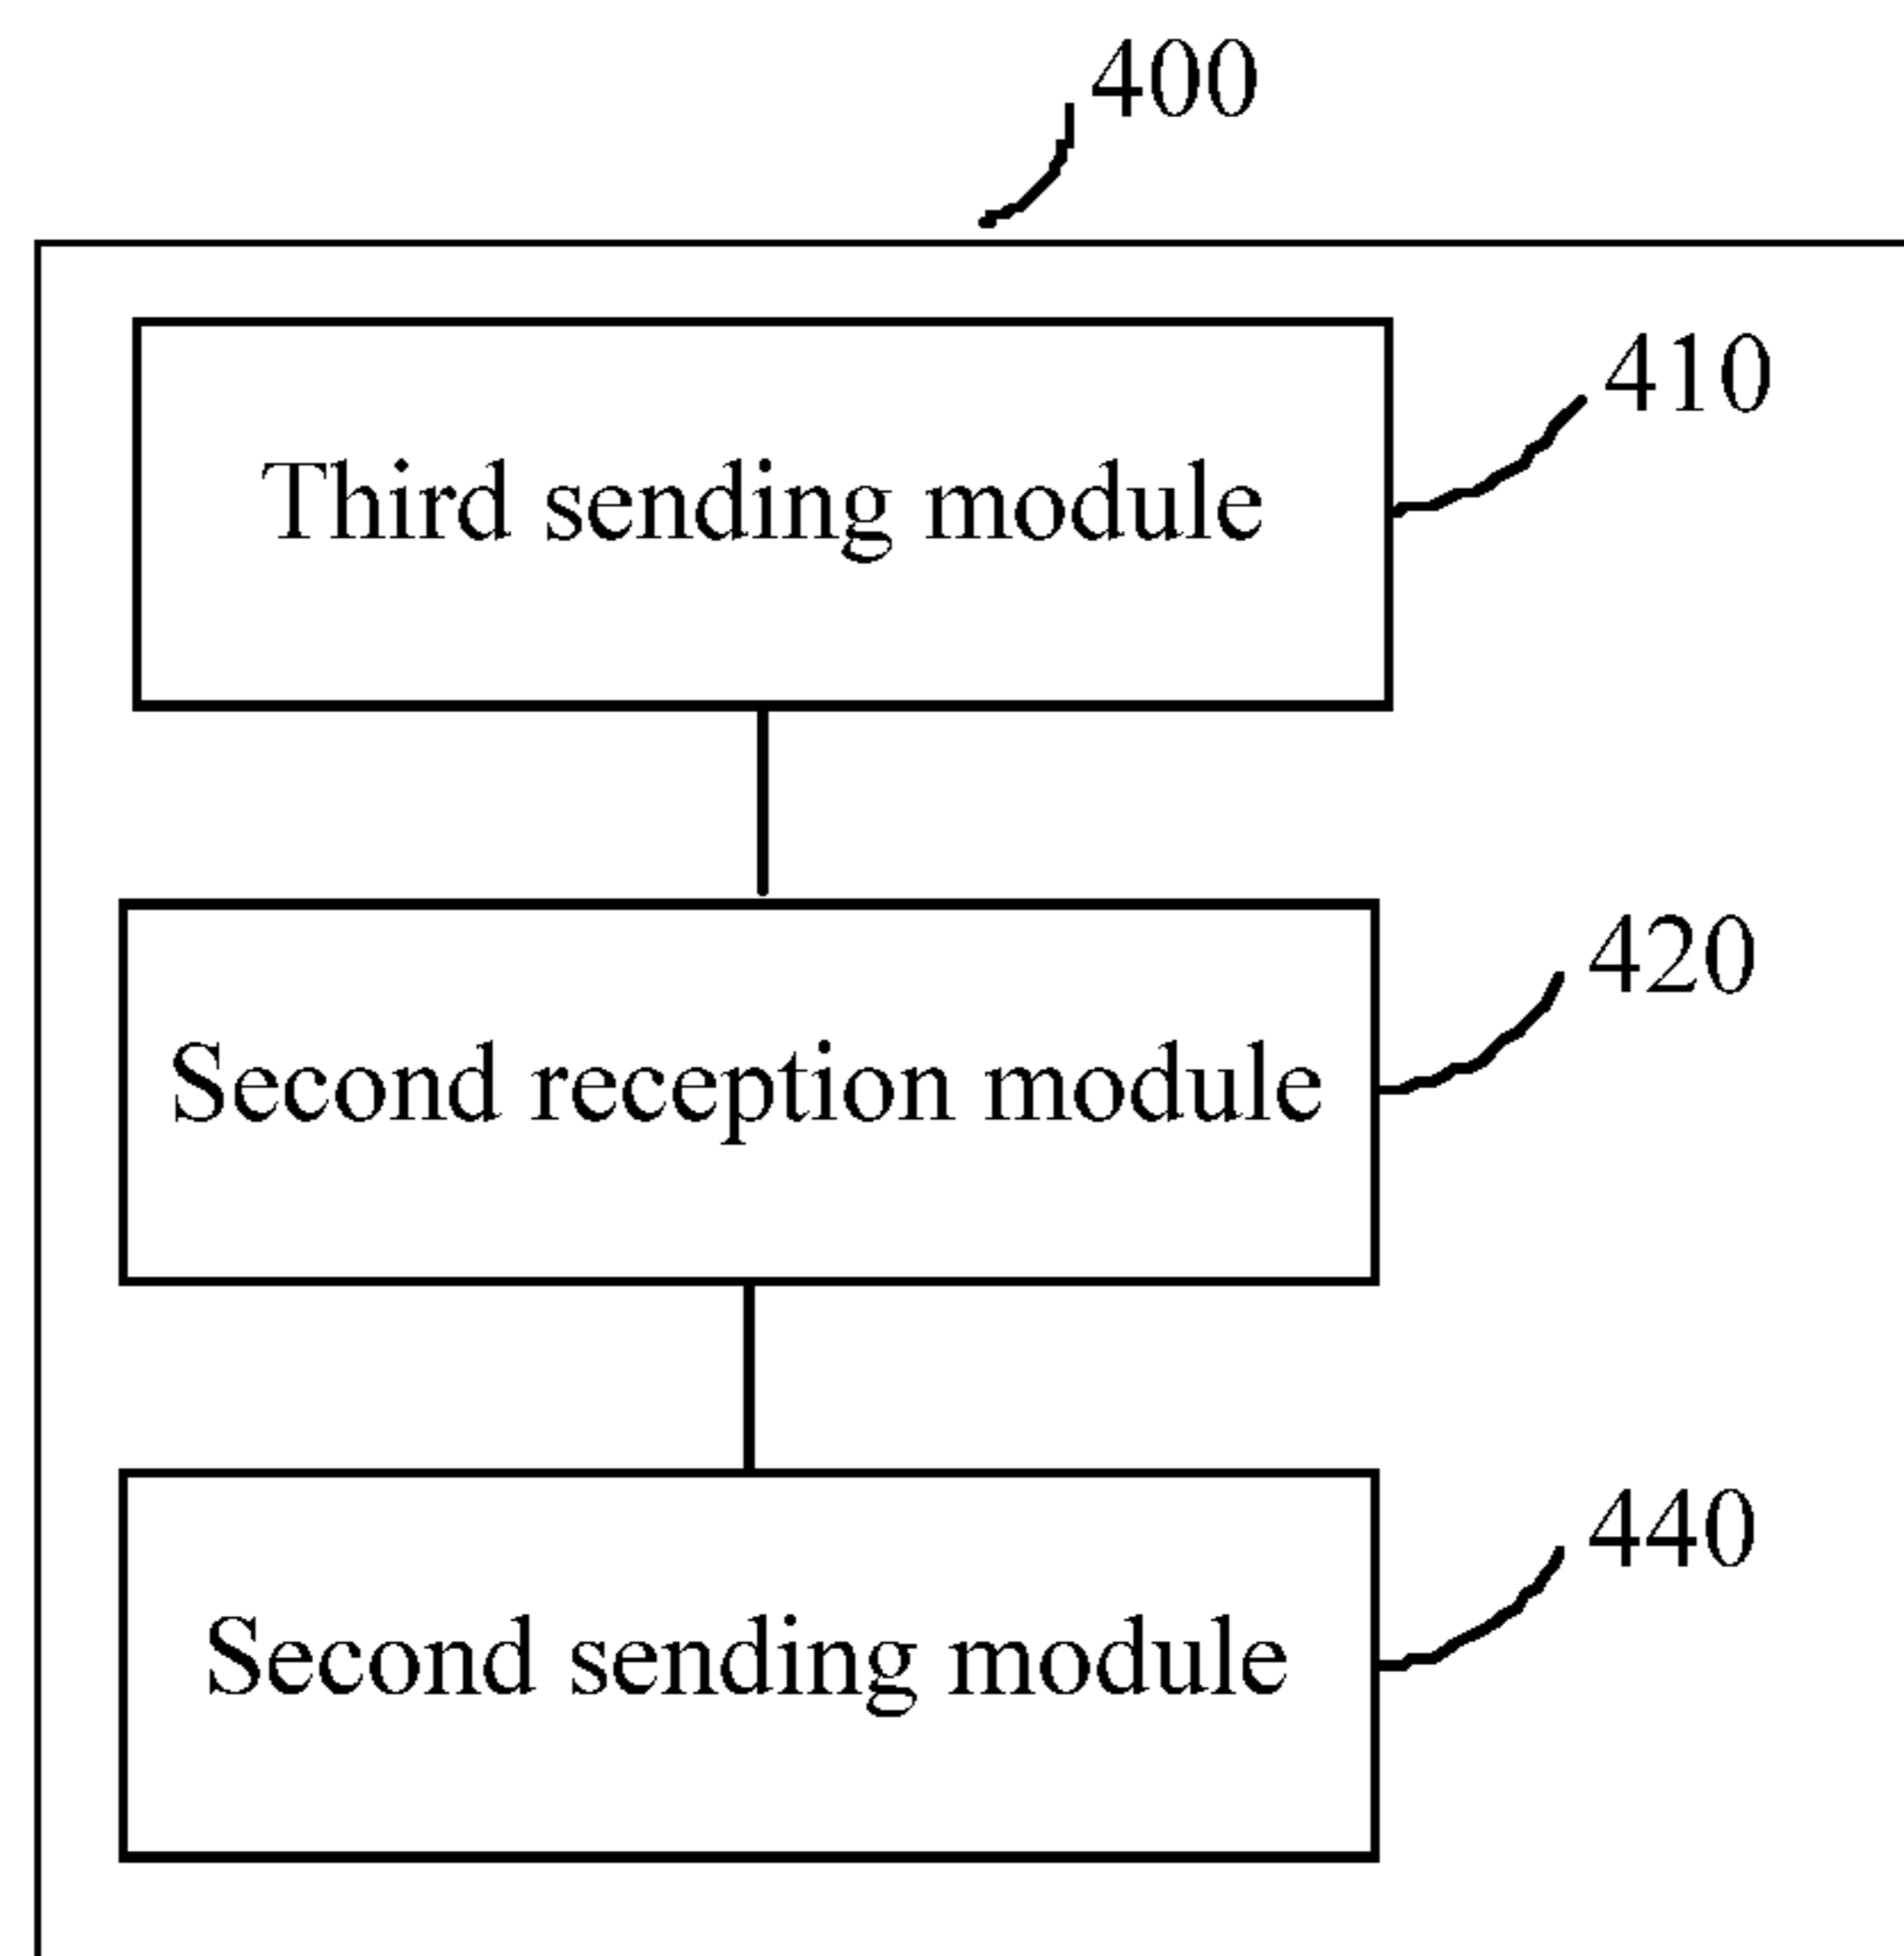 400
410
Third sending module
420
Second reception module
440
Second sending module